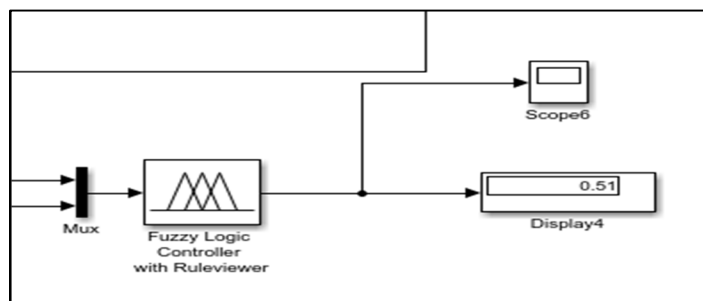 Scope6
0.51
Display4
Mux
Fuzzy Logic
Controller
with Ruleviewer